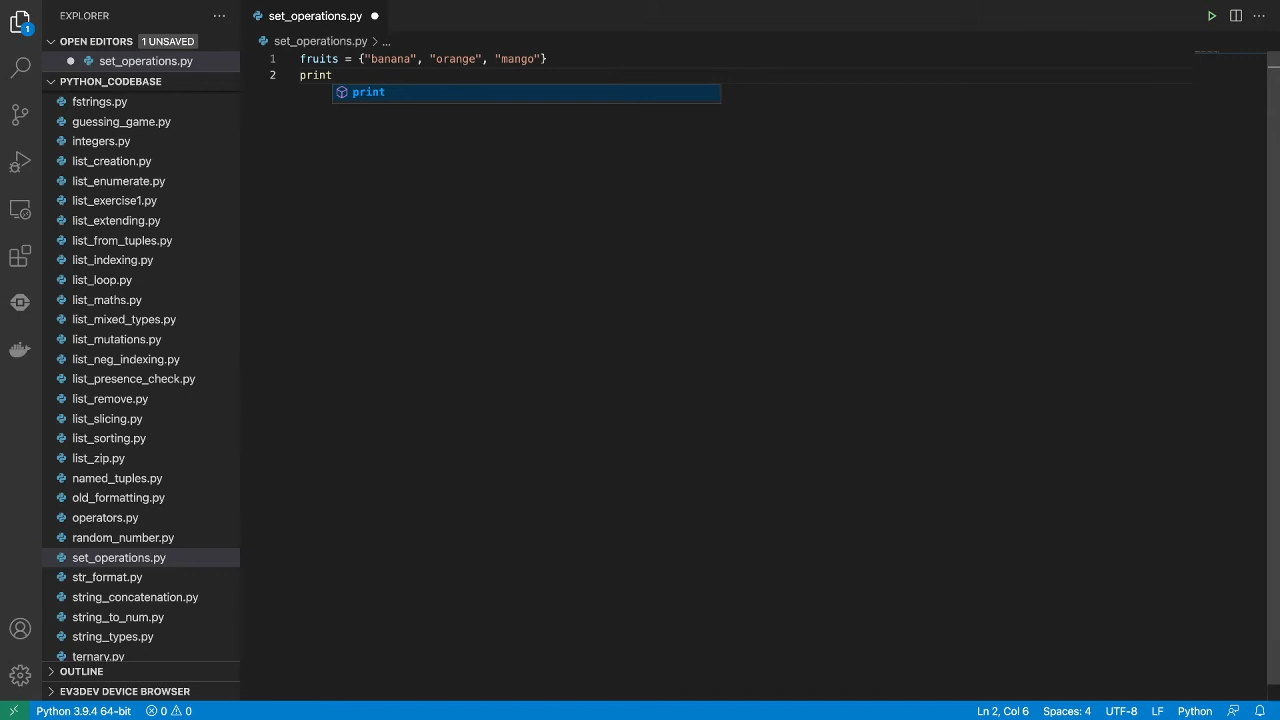 EXPLORER
set_operations.py
OPEN EDITORS 1 UNSAVED
set_operations.py
PYTHON_CODEBASE
fstrings.py
guessing_game.py
integers.py
list_creation.py
list_enumerate.py
list_exercise1.py
list_extending.py
list_from_tuples.py
list_indexing.py
list_loop.py
list_maths.py
list_mixed_types.py
list_mutations.py
list_neg_indexing.py
list_presence_check.py
list_remove.py
list_slicing.py
list_sorting.py
list_zip.py
named_tuples.py
old_formatting.py
operators.py
random_number.py
set_operations.py
str_format.py
string_concatenation.py
string_to_num.py
string_types.py
ternary.py
OUTLINE
EV3DEV DEVICE BROWSER
1
set_operations.py > ...
1 fruits = {"banana", "orange", "mango"}
2 print
print
Python 3.9.4 64-bit 0 0 Ln 2, Col 6 Spaces: 4 UTF-8 LF Python